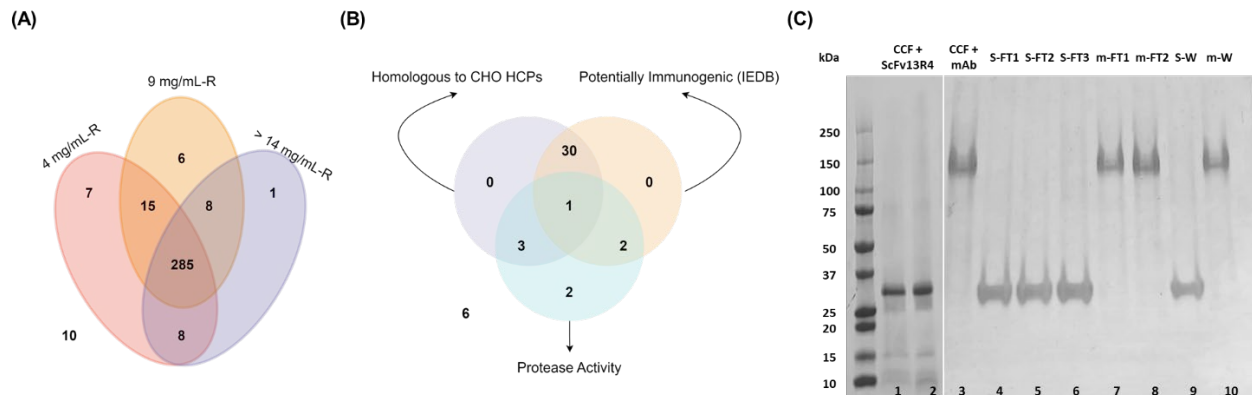 (A)
9 mg/mL-R
4 mg/mL-R
> 14 mg/mL-R
6
7
1
15
8
285
10
8
(B)
Homologous to CHO HCPs
Potentially Immunogenic (IEDB)
30
0
0
1
3
2
2
6
Protease Activity
(C)
kDa
CCF +
ScFv13R4
CCF +
mAb
S-FT1
S-FT2
S-FT3
m-FT1
m-FT2
S-W
m-W
250
150
100
75
50
37
25
20
15
10
1 2 3 4 5 6 7 8 9 10